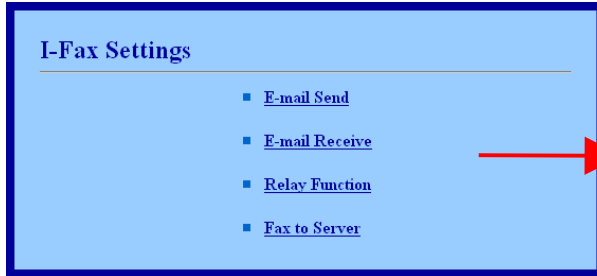 I-Fax Settings
E-mail Send
E-mail Receive
Relay Function
Fax to Server